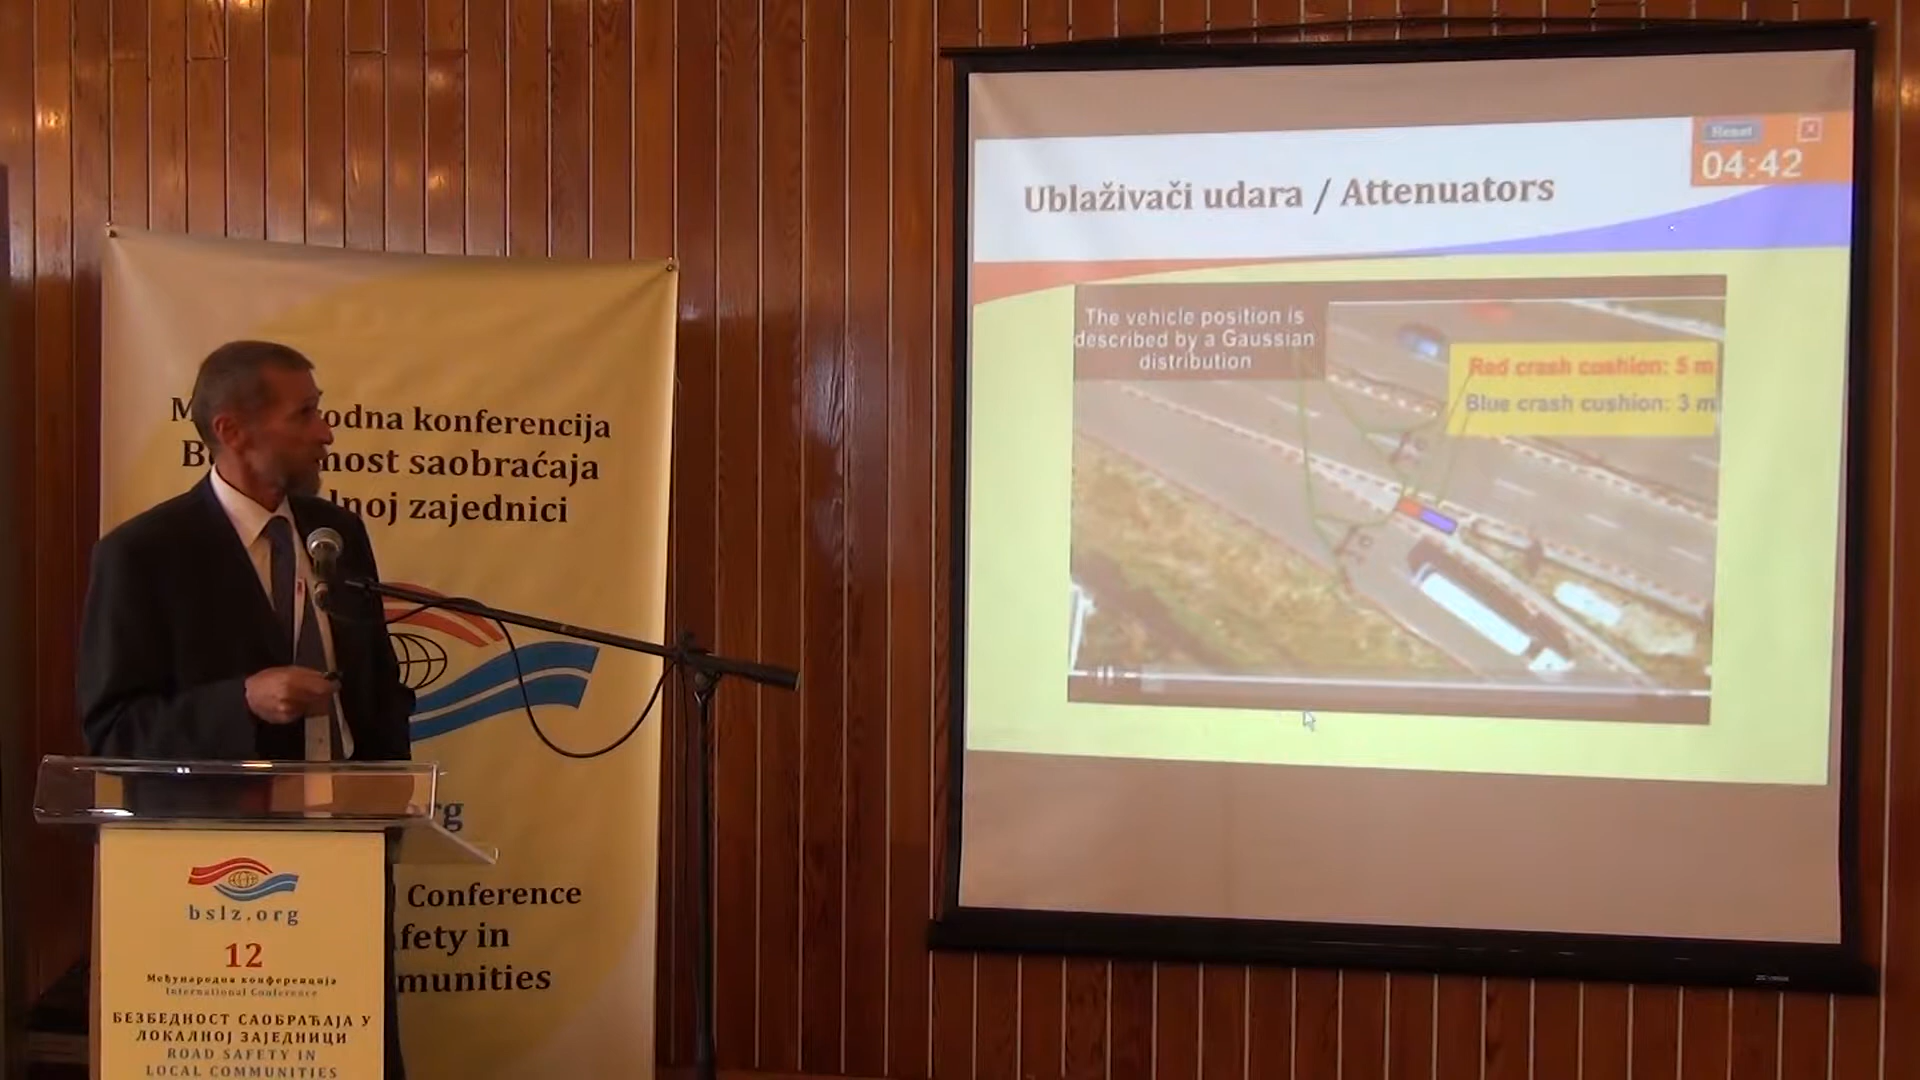 odna konferencija
nost saobraćaja
lnoj zajednici
org
Conference
fety in
munities
bslz.org
12
Међународна конференција
International Conference
БЕЗБЕДНОСТ САОБРАЋАЈА У
ЛОКАЛНОЈ ЗАЈЕДНИЦИ
ROAD SAFETY IN
LOCAL COMMUNITIES
Reset
04:42
Ublaživači udara / Attenuators
The vehicle position is
described by a Gaussian
distribution
Red crash cushion: 5 m
Blue crash cushion: 3 m